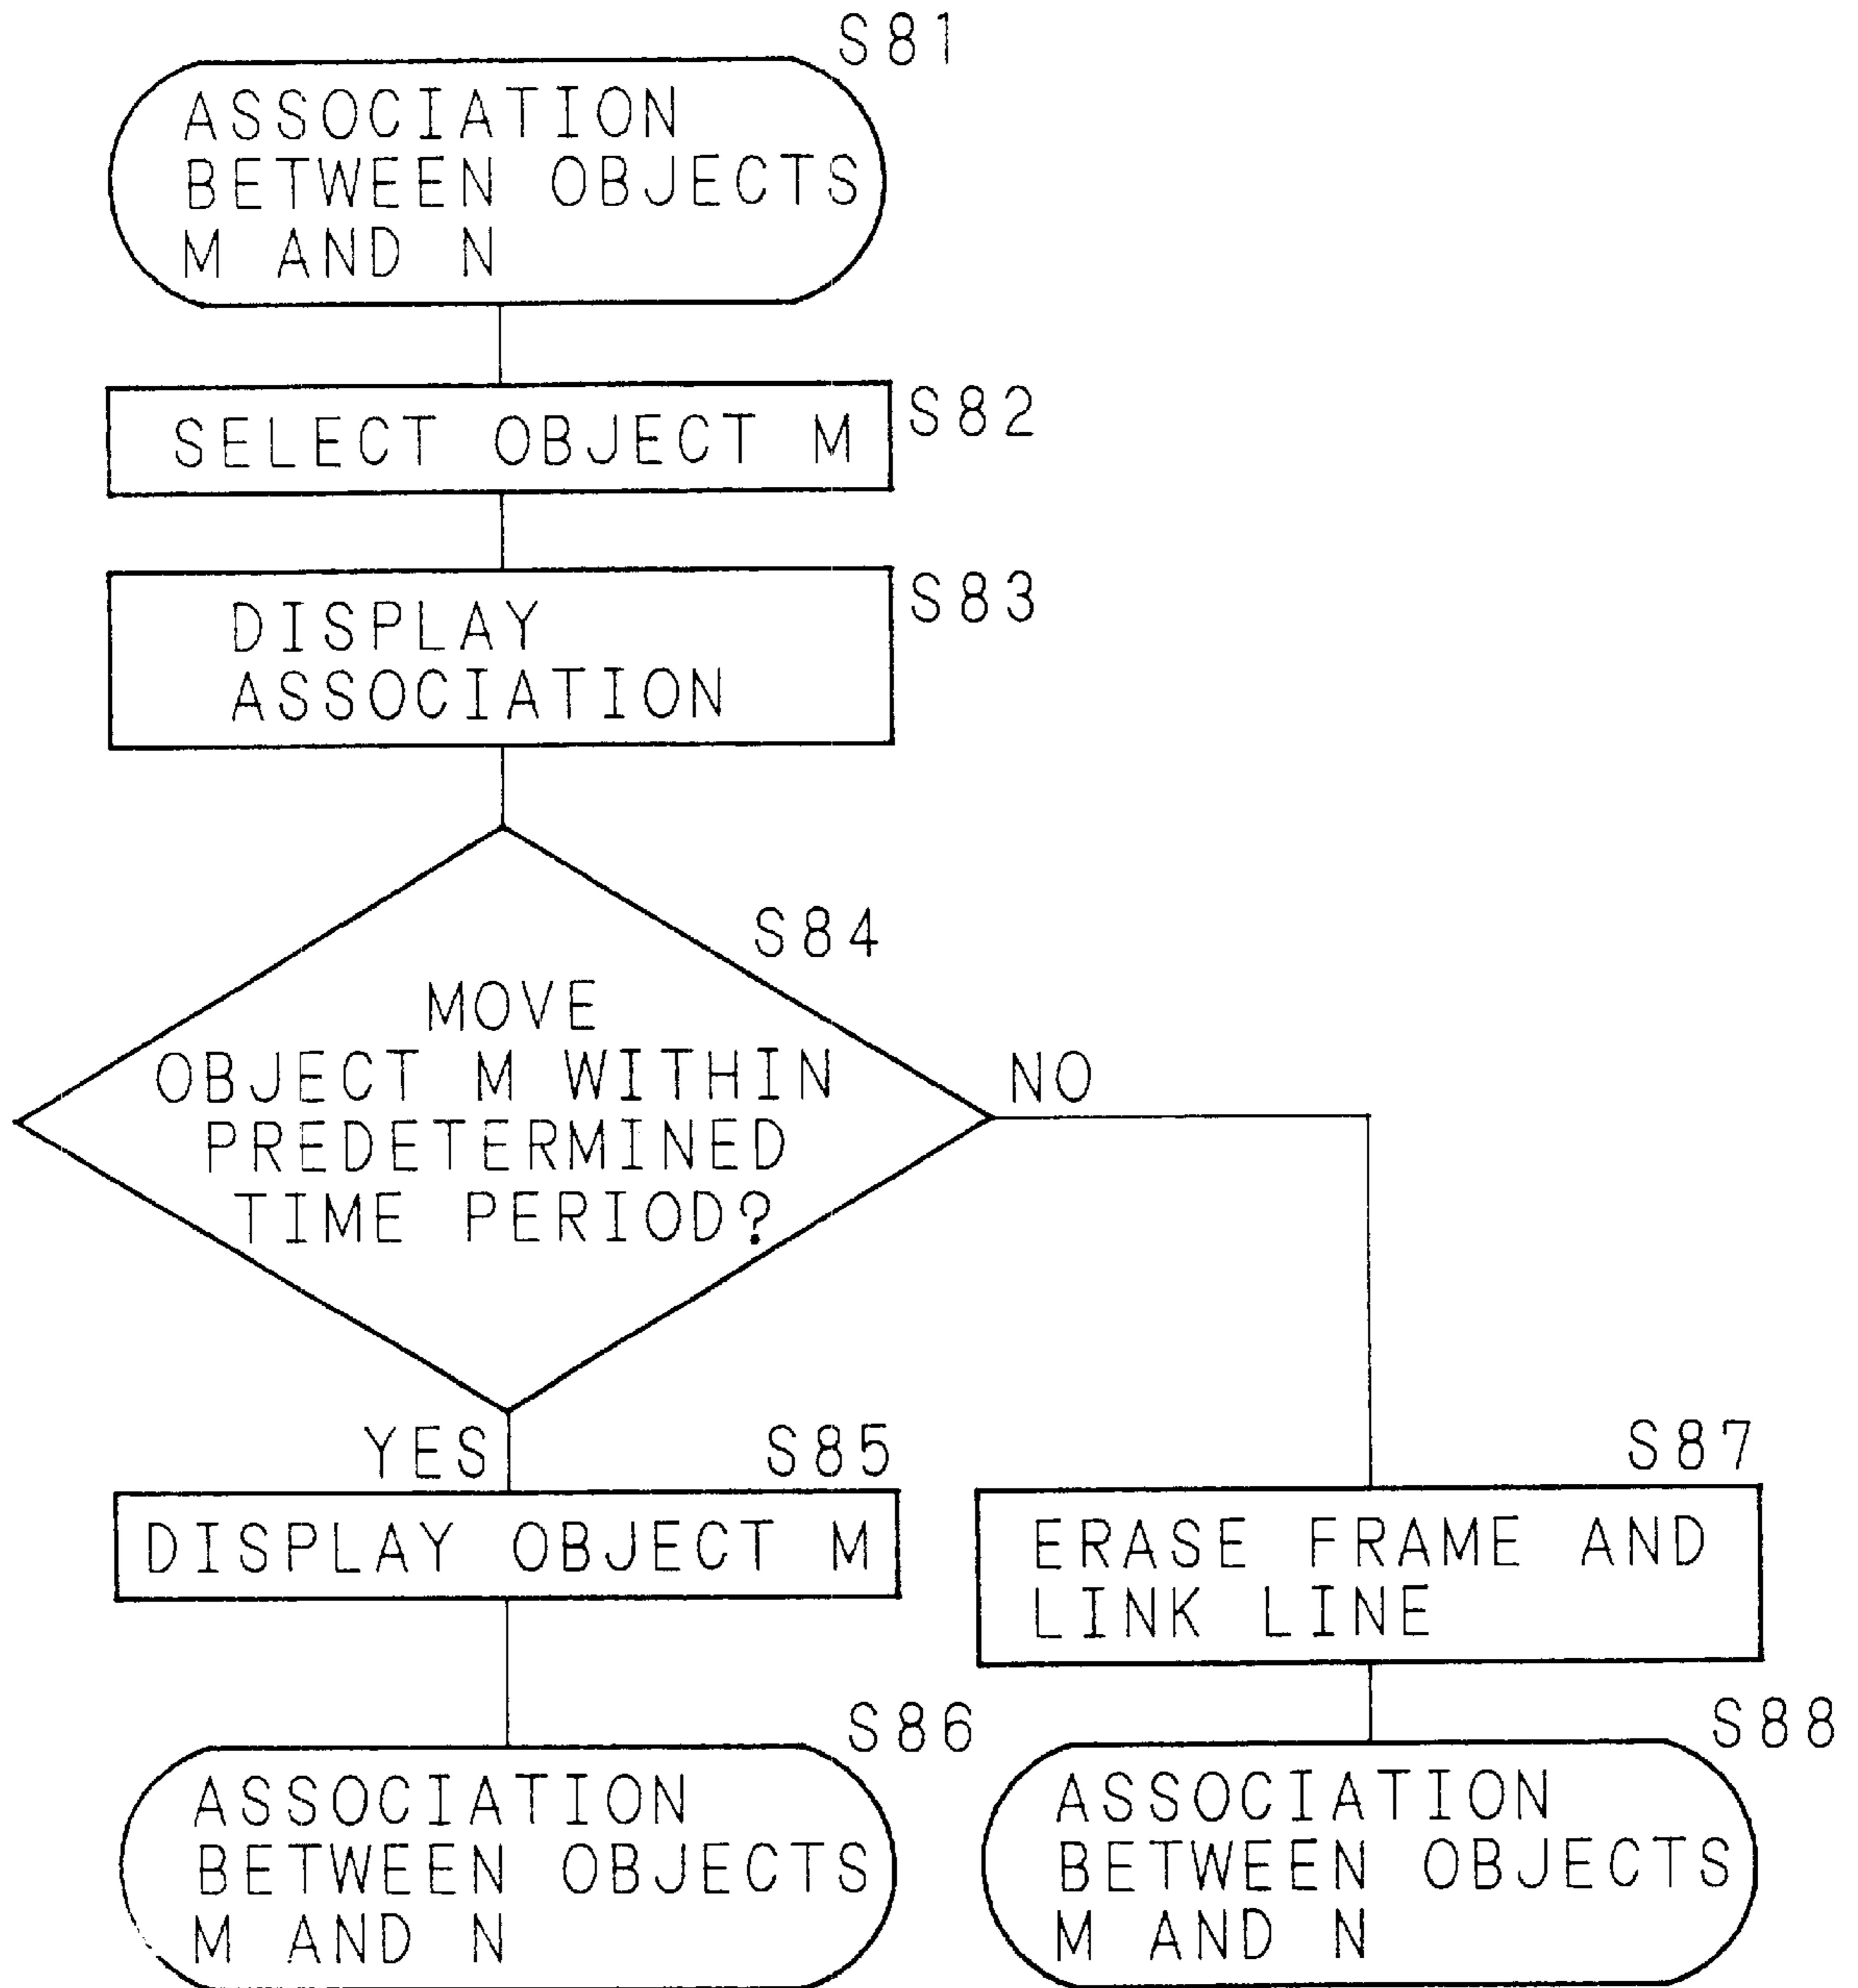 S81
ASSOCIATION
BETWEEN OBJECTS
M AND N
SELECT OBJECT M
S82
DISPLAY
ASSOCIATION
S83
S84
MOVE
OBJECT M WITHIN
PREDETERMINED
TIME PERIOD?
NO
YES
S85
DISPLAY OBJECT M
S86
ASSOCIATION
BETWEEN OBJECTS
M AND N
S87
ERASE FRAME AND
LINK LINE
S88
ASSOCIATION
BETWEEN OBJECTS
M AND N